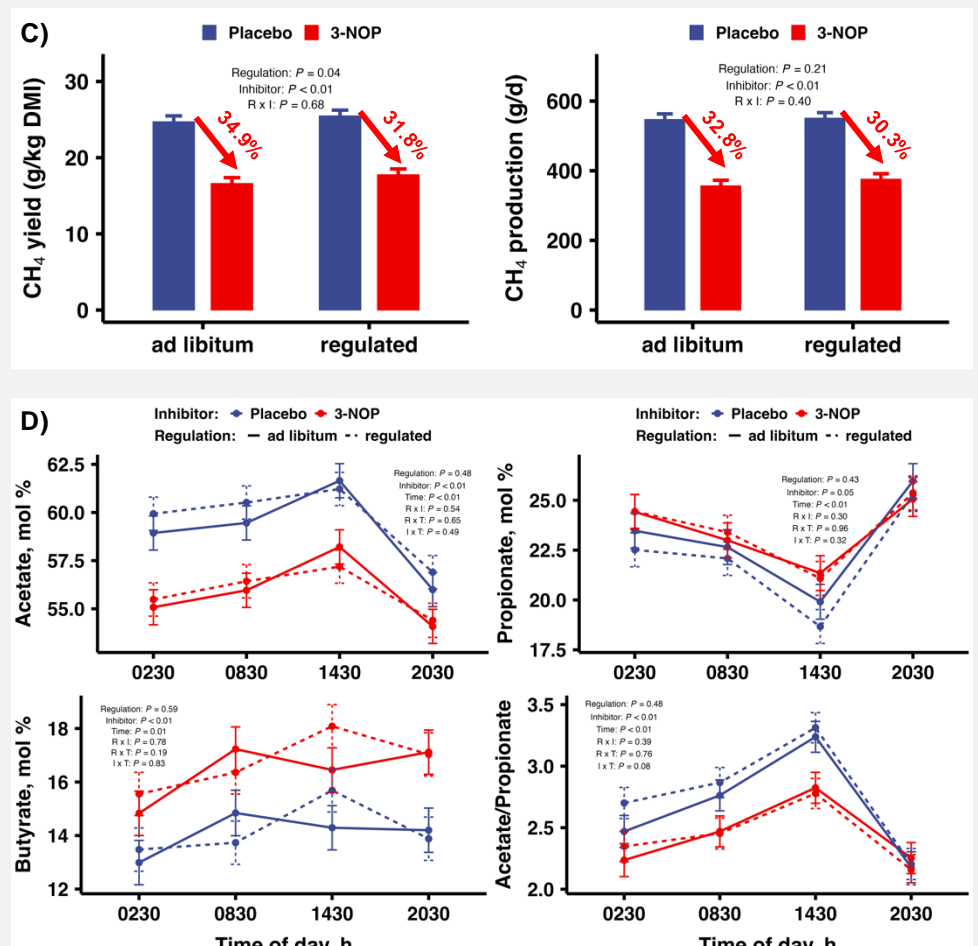 C)
Placebo 3-NOP
CH4 yield (g/kg DMI)
30
20
10
0
Regulation: P = 0.04
Inhibitor: P < 0.01
R x I: P = 0.68
34.9%
31.8%
ad libitum regulated
Placebo 3-NOP
CH4 production (g/d)
600
400
200
0
Regulation: P = 0.21
Inhibitor: P < 0.01
R x I: P = 0.40
32.8%
30.3%
ad libitum regulated
D)
Inhibitor: Placebo 3-NOP
Regulation: ad libitum regulated
Acetate, mol %
62.5
60.0
57.5
55.0
Regulation: P = 0.48
Inhibitor: P < 0.01
Time: P < 0.01
R x I: P = 0.54
R x T: P = 0.65
I x T: P = 0.49
0230 0830 1430 2030
Inhibitor: Placebo 3-NOP
Regulation: ad libitum regulated
Propionate, mol %
25.0
22.5
20.0
17.5
Regulation: P = 0.43
Inhibitor: P = 0.05
Time: P < 0.01
R x I: P = 0.30
R x T: P = 0.96
I x T: P = 0.32
0230 0830 1430 2030
Butyrate, mol %
18
16
14
12
Regulation: P = 0.59
Inhibitor: P < 0.01
Time: P = 0.01
R x I: P = 0.78
R x T: P = 0.19
I x T: P = 0.83
0230 0830 1430 2030
Time of day, h
Acetate/Propionate
3.5
3.0
2.5
2.0
Regulation: P = 0.48
Inhibitor: P < 0.01
Time: P < 0.01
R x I: P = 0.39
R x T: P = 0.76
I x T: P = 0.08
0230 0830 1430 2030
Time of day, h